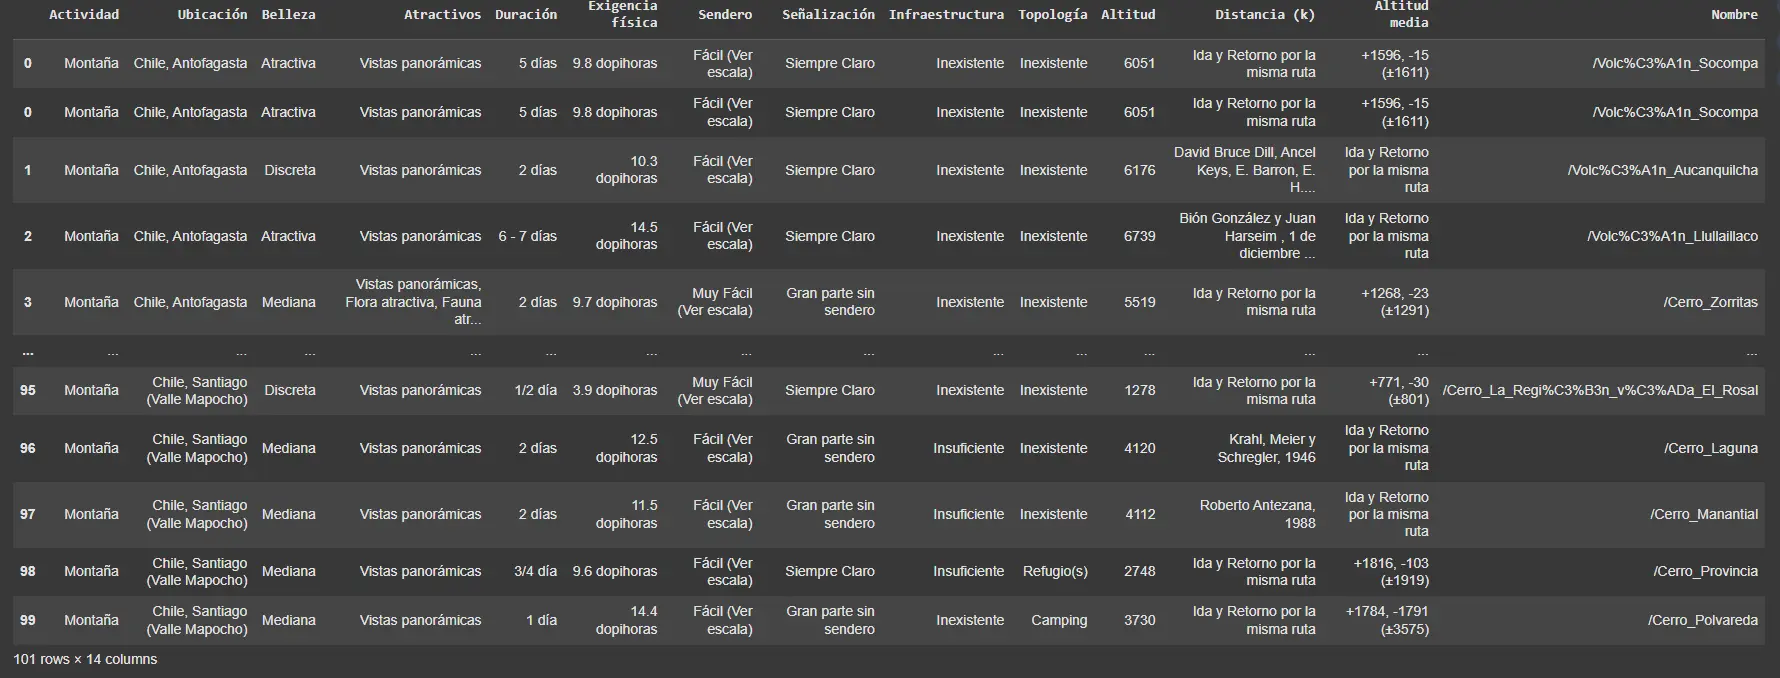 Actividad Ubicación Belleza Atractivos Duración Exigencia física Sendero Señalización Infraestructura Topología Altitud Distancia (k) Altitud media Nombre
0 Montaña Chile, Antofagasta Atractiva Vistas panorámicas 5 días 9.8 dopihoras Fácil (Ver escala) Siempre Claro Inexistente Inexistente 6051 Ida y Retorno por la misma ruta +1596, -15 (±1611) /Volc%C3%A1n_Socompa
0 Montaña Chile, Antofagasta Atractiva Vistas panorámicas 5 días 9.8 dopihoras Fácil (Ver escala) Siempre Claro Inexistente Inexistente 6051 Ida y Retorno por la misma ruta +1596, -15 (±1611) /Volc%C3%A1n_Socompa
1 Montaña Chile, Antofagasta Discreta Vistas panorámicas 2 días 10.3 dopihoras Fácil (Ver escala) Siempre Claro Inexistente Inexistente 6176 David Bruce Dill, Ancel Keys, E. Barron, E. H.... Ida y Retorno por la misma ruta /Volc%C3%A1n_Aucanquilcha
2 Montaña Chile, Antofagasta Atractiva Vistas panorámicas 6 - 7 días 14.5 dopihoras Fácil (Ver escala) Siempre Claro Inexistente Inexistente 6739 Bión González y Juan Harseim , 1 de diciembre ... Ida y Retorno por la misma ruta /Volc%C3%A1n_Llullaillaco
3 Montaña Chile, Antofagasta Mediana Vistas panorámicas, Flora atractiva, Fauna atr... 2 días 9.7 dopihoras Muy Fácil (Ver escala) Gran parte sin sendero Inexistente Inexistente 5519 Ida y Retorno por la misma ruta +1268, -23 (±1291) /Cerro_Zorritas
... ... ... ... ... ... ... ... ... ... ... ... ... ... ...
95 Montaña Chile, Santiago (Valle Mapocho) Discreta Vistas panorámicas 1/2 día 3.9 dopihoras Muy Fácil (Ver escala) Siempre Claro Inexistente Inexistente 1278 Ida y Retorno por la misma ruta +771, -30 (±801) /Cerro_La_Regi%C3%B3n_v%C3%ADa_El_Rosal
96 Montaña Chile, Santiago (Valle Mapocho) Mediana Vistas panorámicas 2 días 12.5 dopihoras Fácil (Ver escala) Gran parte sin sendero Insuficiente Inexistente 4120 Krahl, Meier y Schregler, 1946 Ida y Retorno por la misma ruta /Cerro_Laguna
97 Montaña Chile, Santiago (Valle Mapocho) Mediana Vistas panorámicas 2 días 11.5 dopihoras Fácil (Ver escala) Gran parte sin sendero Insuficiente Inexistente 4112 Roberto Antezana, 1988 Ida y Retorno por la misma ruta /Cerro_Manantial
98 Montaña Chile, Santiago (Valle Mapocho) Mediana Vistas panorámicas 3/4 día 9.6 dopihoras Fácil (Ver escala) Siempre Claro Insuficiente Refugio(s) 2748 Ida y Retorno por la misma ruta +1816, -103 (±1919) /Cerro_Provincia
99 Montaña Chile, Santiago (Valle Mapocho) Mediana Vistas panorámicas 1 día 14.4 dopihoras Fácil (Ver escala) Gran parte sin sendero Inexistente Camping 3730 Ida y Retorno por la misma ruta +1784, -1791 (±3575) /Cerro_Polvareda
101 rows × 14 columns